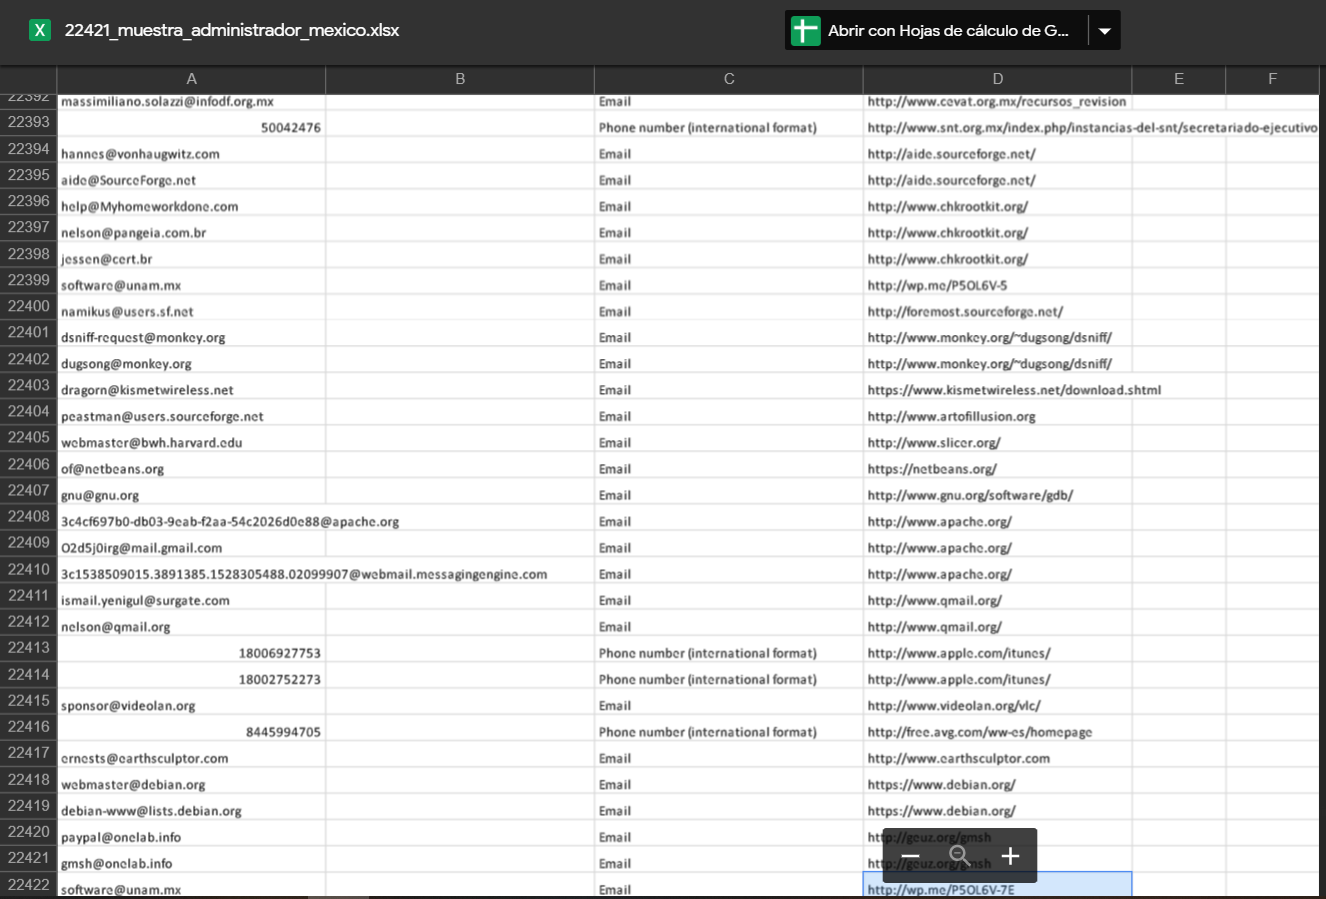 X 22421_muestra_administrador_mexico.xlsx Abrir con Hojas de cálculo de G...
A B C D E F
22392 massimiliano.solazzi@infodf.org.mx Email http://www.cevat.org.mx/recursos_revision
22393 50042476 Phone number (international format) http://www.snt.org.mx/index.php/instancias-del-snt/secretariado-ejecutivo
22394 hannes@vonhaugwitz.com Email http://aide.sourceforge.net/
22395 aide@SourceForge.net Email http://aide.sourceforge.net/
22396 help@Myhomeworkdone.com Email http://www.chkrootkit.org/
22397 nelson@pangeia.com.br Email http://www.chkrootkit.org/
22398 jessen@cert.br Email http://www.chkrootkit.org/
22399 software@unam.mx Email http://wp.me/P5OL6V-5
22400 namikus@users.sf.net Email http://foremost.sourceforge.net/
22401 dsniff-request@monkey.org Email http://www.monkey.org/~dugsong/dsniff/
22402 dugsong@monkey.org Email http://www.monkey.org/~dugsong/dsniff/
22403 dragorn@kismetwireless.net Email https://www.kismetwireless.net/download.shtml
22404 peastman@users.sourceforge.net Email http://www.artofillusion.org
22405 webmaster@bwh.harvard.edu Email http://www.slicer.org/
22406 of@netbeans.org Email https://netbeans.org/
22407 gnu@gnu.org Email http://www.gnu.org/software/gdb/
22408 3c4cf697b0-db03-9eab-f2aa-54c2026d0e88@apache.org Email http://www.apache.org/
22409 O2d5j0irg@mail.gmail.com Email http://www.apache.org/
22410 3c1538509015.3891385.1528305488.02099907@webmail.messagingengine.com Email http://www.apache.org/
22411 ismail.yenigul@surgate.com Email http://www.qmail.org/
22412 nelson@qmail.org Email http://www.qmail.org/
22413 18006927753 Phone number (international format) http://www.apple.com/itunes/
22414 18002752273 Phone number (international format) http://www.apple.com/itunes/
22415 sponsor@videolan.org Email http://www.videolan.org/vlc/
22416 8445994705 Phone number (international format) http://free.avg.com/ww-es/homepage
22417 ernests@earthsculptor.com Email http://www.earthsculptor.com
22418 webmaster@debian.org Email https://www.debian.org/
22419 debian-www@lists.debian.org Email https://www.debian.org/
22420 paypal@onelab.info Email http://geuz.org/gmsh
22421 gmsh@onelab.info Email http://geuz.org/gmsh
22422 software@unam.mx Email http://wp.me/P5OL6V-7E